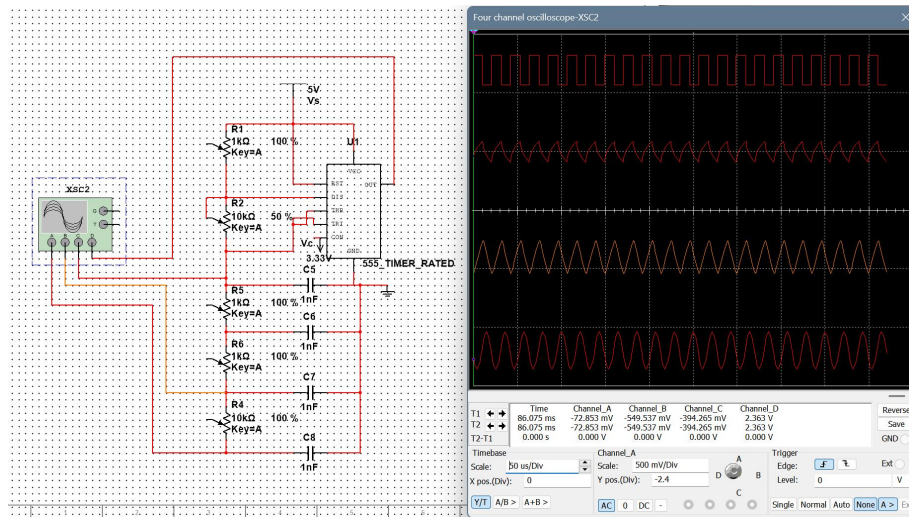 Four channel oscilloscope-XSC2
5V
Vs
R1
1kΩ 100 %
Key=A
U1
VCC
RST
OUT
DIS
THR
TRI
CON
GND
555_TIMER_RATED
R2
10kΩ 50 %
Key=A
Vc
3.33V
XSC2
G
T
A B C D
C5
1nF
R5
1kΩ 100 %
Key=A
C6
1nF
R6
1kΩ 100 %
Key=A
C7
1nF
R4
10kΩ 100 %
Key=A
C8
1nF
Time Channel_A Channel_B Channel_C Channel_D
T1 86.075 ms -72.853 mV -549.537 mV -394.265 mV 2.363 V
T2 86.075 ms -72.853 mV -549.537 mV -394.265 mV 2.363 V
T2-T1 0.000 s 0.000 V 0.000 V 0.000 V 0.000 V
Reverse
Save
GND
Timebase
Scale: 50 us/Div
X pos.(Div): 0
Y/T A/B > A+B >
Channel_A
Scale: 500 mV/Div
Y pos.(Div): -2.4
AC 0 DC -
A
D B
C
Trigger
Edge: Ext
Level: 0 V
Single Normal Auto None A >